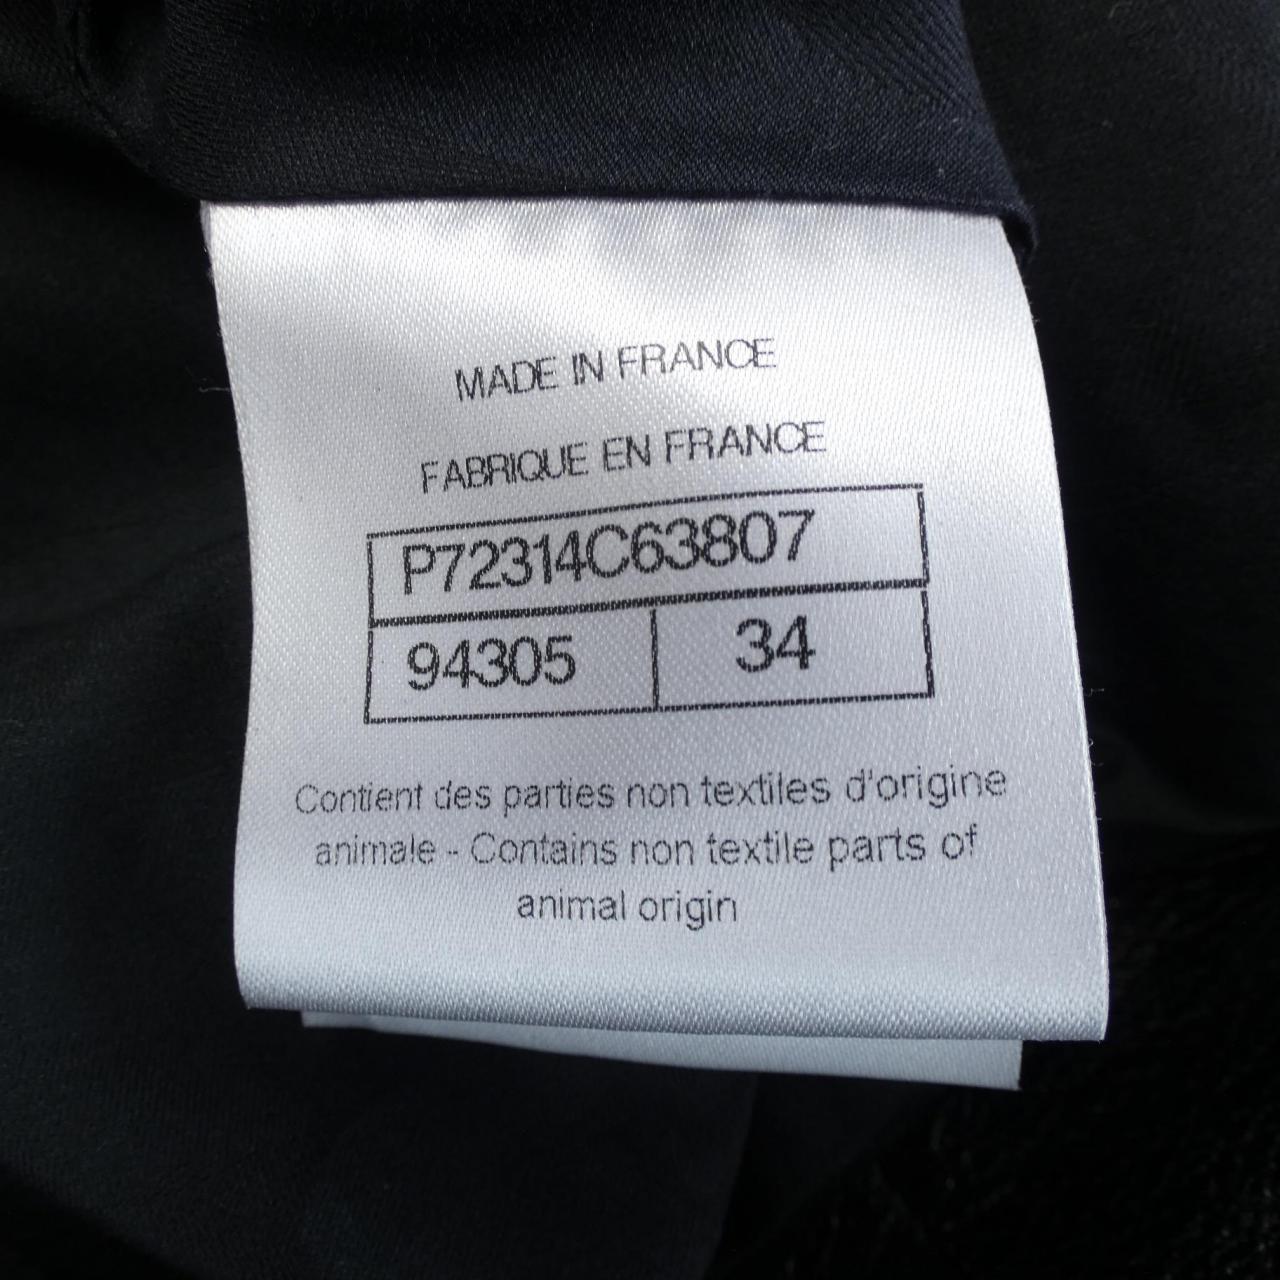 MADE IN FRANCE
FABRIQUE EN FRANCE
P72314C63807
94305 34
Contient des parties non textiles d'origine
animale - Contains non textile parts of
animal origin